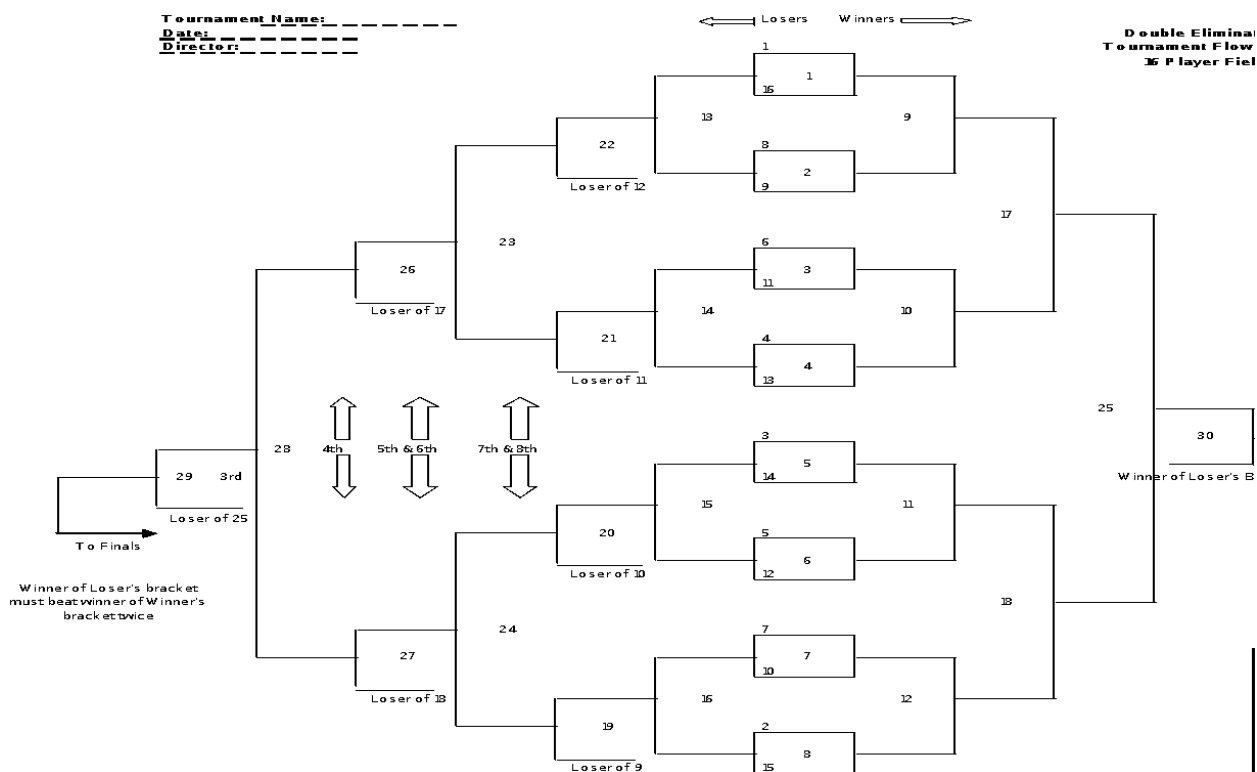 Tournament Name:
Date:
Director:
Losers Winners
Double Eliminat
Tournament Flow
16 Player Fiel
1
1
16
13
9
22
8
2
9
Loser of 12
17
23
6
3
11
26
14
10
Loser of 17
21
4
4
13
Loser of 11
25
30
Winner of Loser's B
28
4th
5th & 6th
7th & 8th
3
5
14
29 3rd
15
11
Loser of 25
20
5
6
12
To Finals
Loser of 10
Winner of Loser's bracket
must beat winner of Winner's
bracket twice
18
24
7
7
10
27
Loser of 18
16
12
19
2
8
15
Loser of 9